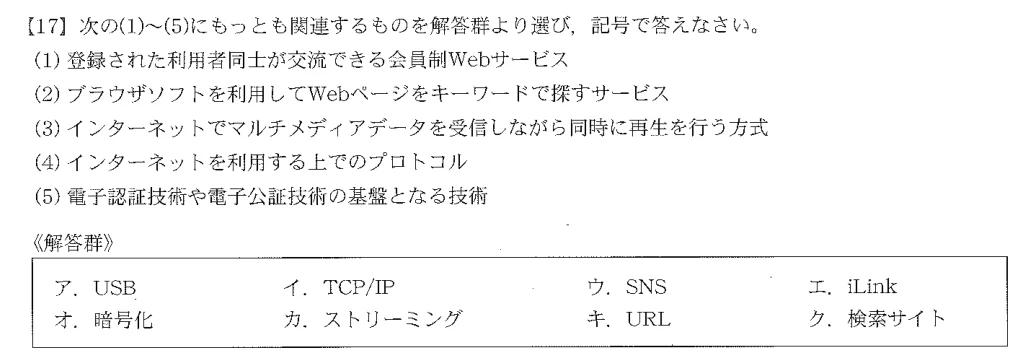 【17】次の(1)～(5)にもっとも関連するものを解答群より選び，記号で答えなさい。
(1) 登録された利用者同士が交流できる会員制Webサービス
(2) ブラウザソフトを利用してWebページをキーワードで探すサービス
(3) インターネットでマルチメディアデータを受信しながら同時に再生を行う方式
(4) インターネットを利用する上でのプロトコル
(5) 電子認証技術や電子公証技術の基盤となる技術
《解答群》
ア．USB　イ．TCP/IP　ウ．SNS　エ．iLink
オ．暗号化　カ．ストリーミング　キ．URL　ク．検索サイト